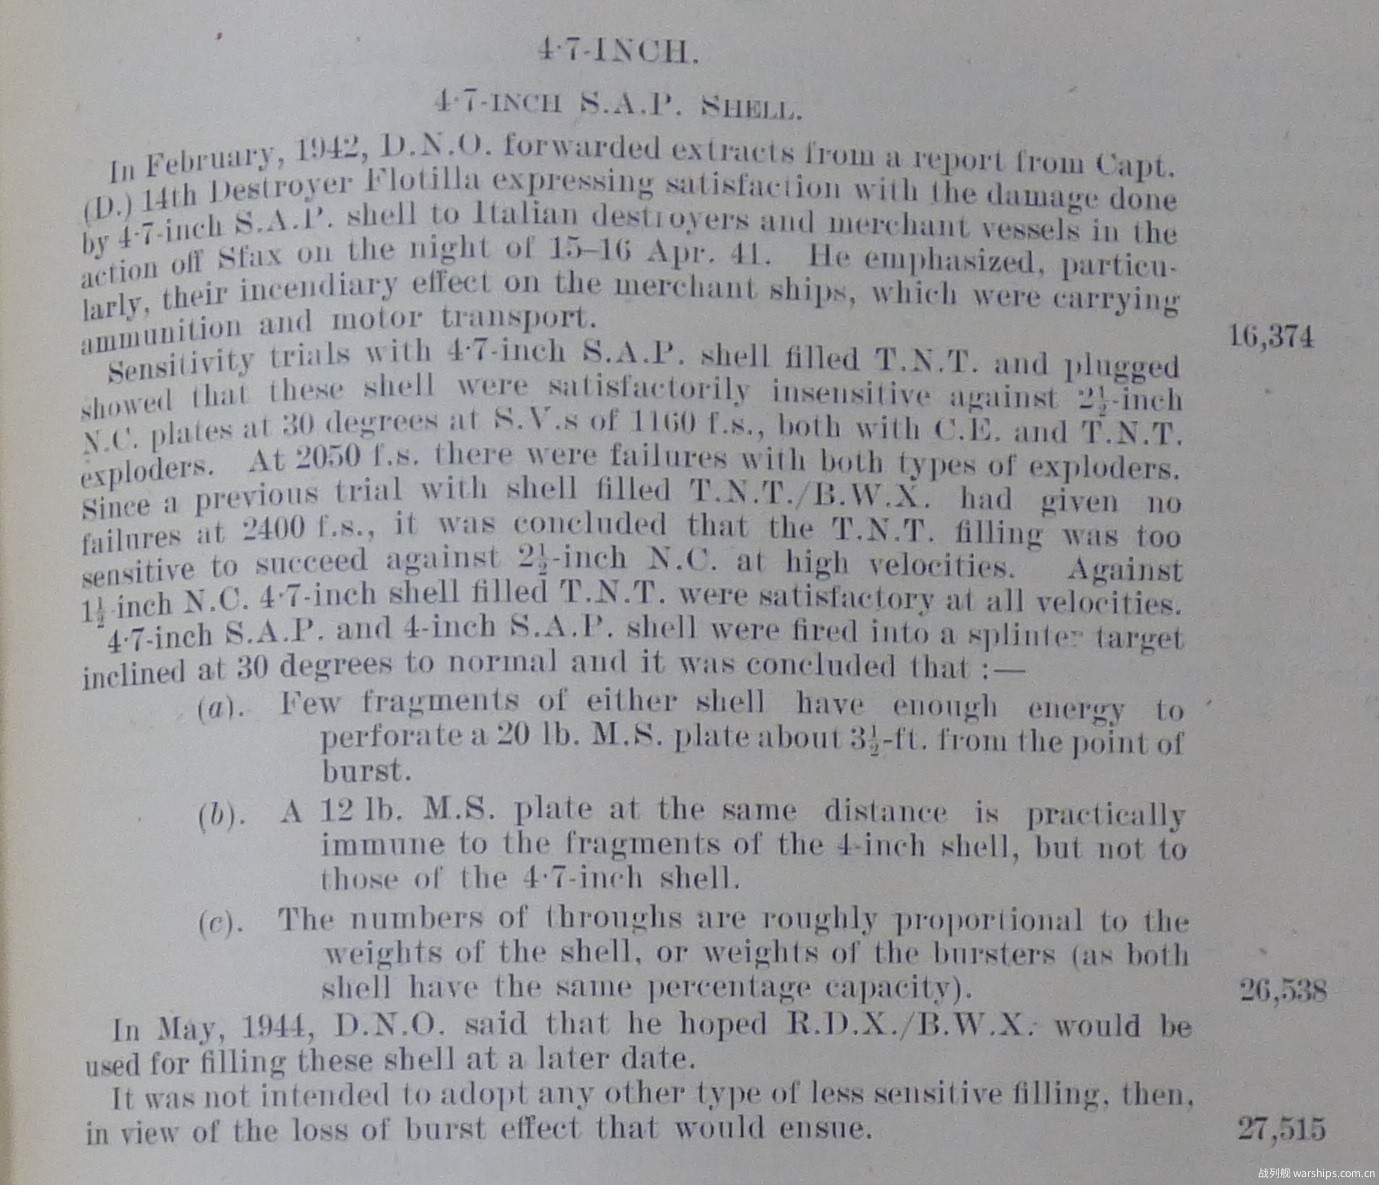 4·7-INCH.
4·7-INCH S.A.P. SHELL.
In February, 1942, D.N.O. forwarded extracts from a report from Capt.
(D.) 14th Destroyer Flotilla expressing satisfaction with the damage done
by 4·7-inch S.A.P. shell to Italian destroyers and merchant vessels in the
action off Sfax on the night of 15–16 Apr. 41. He emphasized, particu-
larly, their incendiary effect on the merchant ships, which were carrying
ammunition and motor transport. 16,374
Sensitivity trials with 4·7-inch S.A.P. shell filled T.N.T. and plugged
showed that these shell were satisfactorily insensitive against 2½-inch
N.C. plates at 30 degrees at S.V.s of 1160 f.s., both with C.E. and T.N.T.
exploders. At 2050 f.s. there were failures with both types of exploders.
Since a previous trial with shell filled T.N.T./B.W.X. had given no
failures at 2400 f.s., it was concluded that the T.N.T. filling was too
sensitive to succeed against 2½-inch N.C. at high velocities. Against
1½-inch N.C. 4·7-inch shell filled T.N.T. were satisfactory at all velocities.
4·7-inch S.A.P. and 4-inch S.A.P. shell were fired into a splinter target
inclined at 30 degrees to normal and it was concluded that :—
(a). Few fragments of either shell have enough energy to
perforate a 20 lb. M.S. plate about 3½-ft. from the point of
burst.
(b). A 12 lb. M.S. plate at the same distance is practically
immune to the fragments of the 4-inch shell, but not to
those of the 4·7-inch shell.
(c). The numbers of throughs are roughly proportional to the
weights of the shell, or weights of the bursters (as both
shell have the same percentage capacity). 26,538
In May, 1944, D.N.O. said that he hoped R.D.X./B.W.X. would be
used for filling these shell at a later date.
It was not intended to adopt any other type of less sensitive filling, then,
in view of the loss of burst effect that would ensue. 27,515
战列舰 warships.com.cn